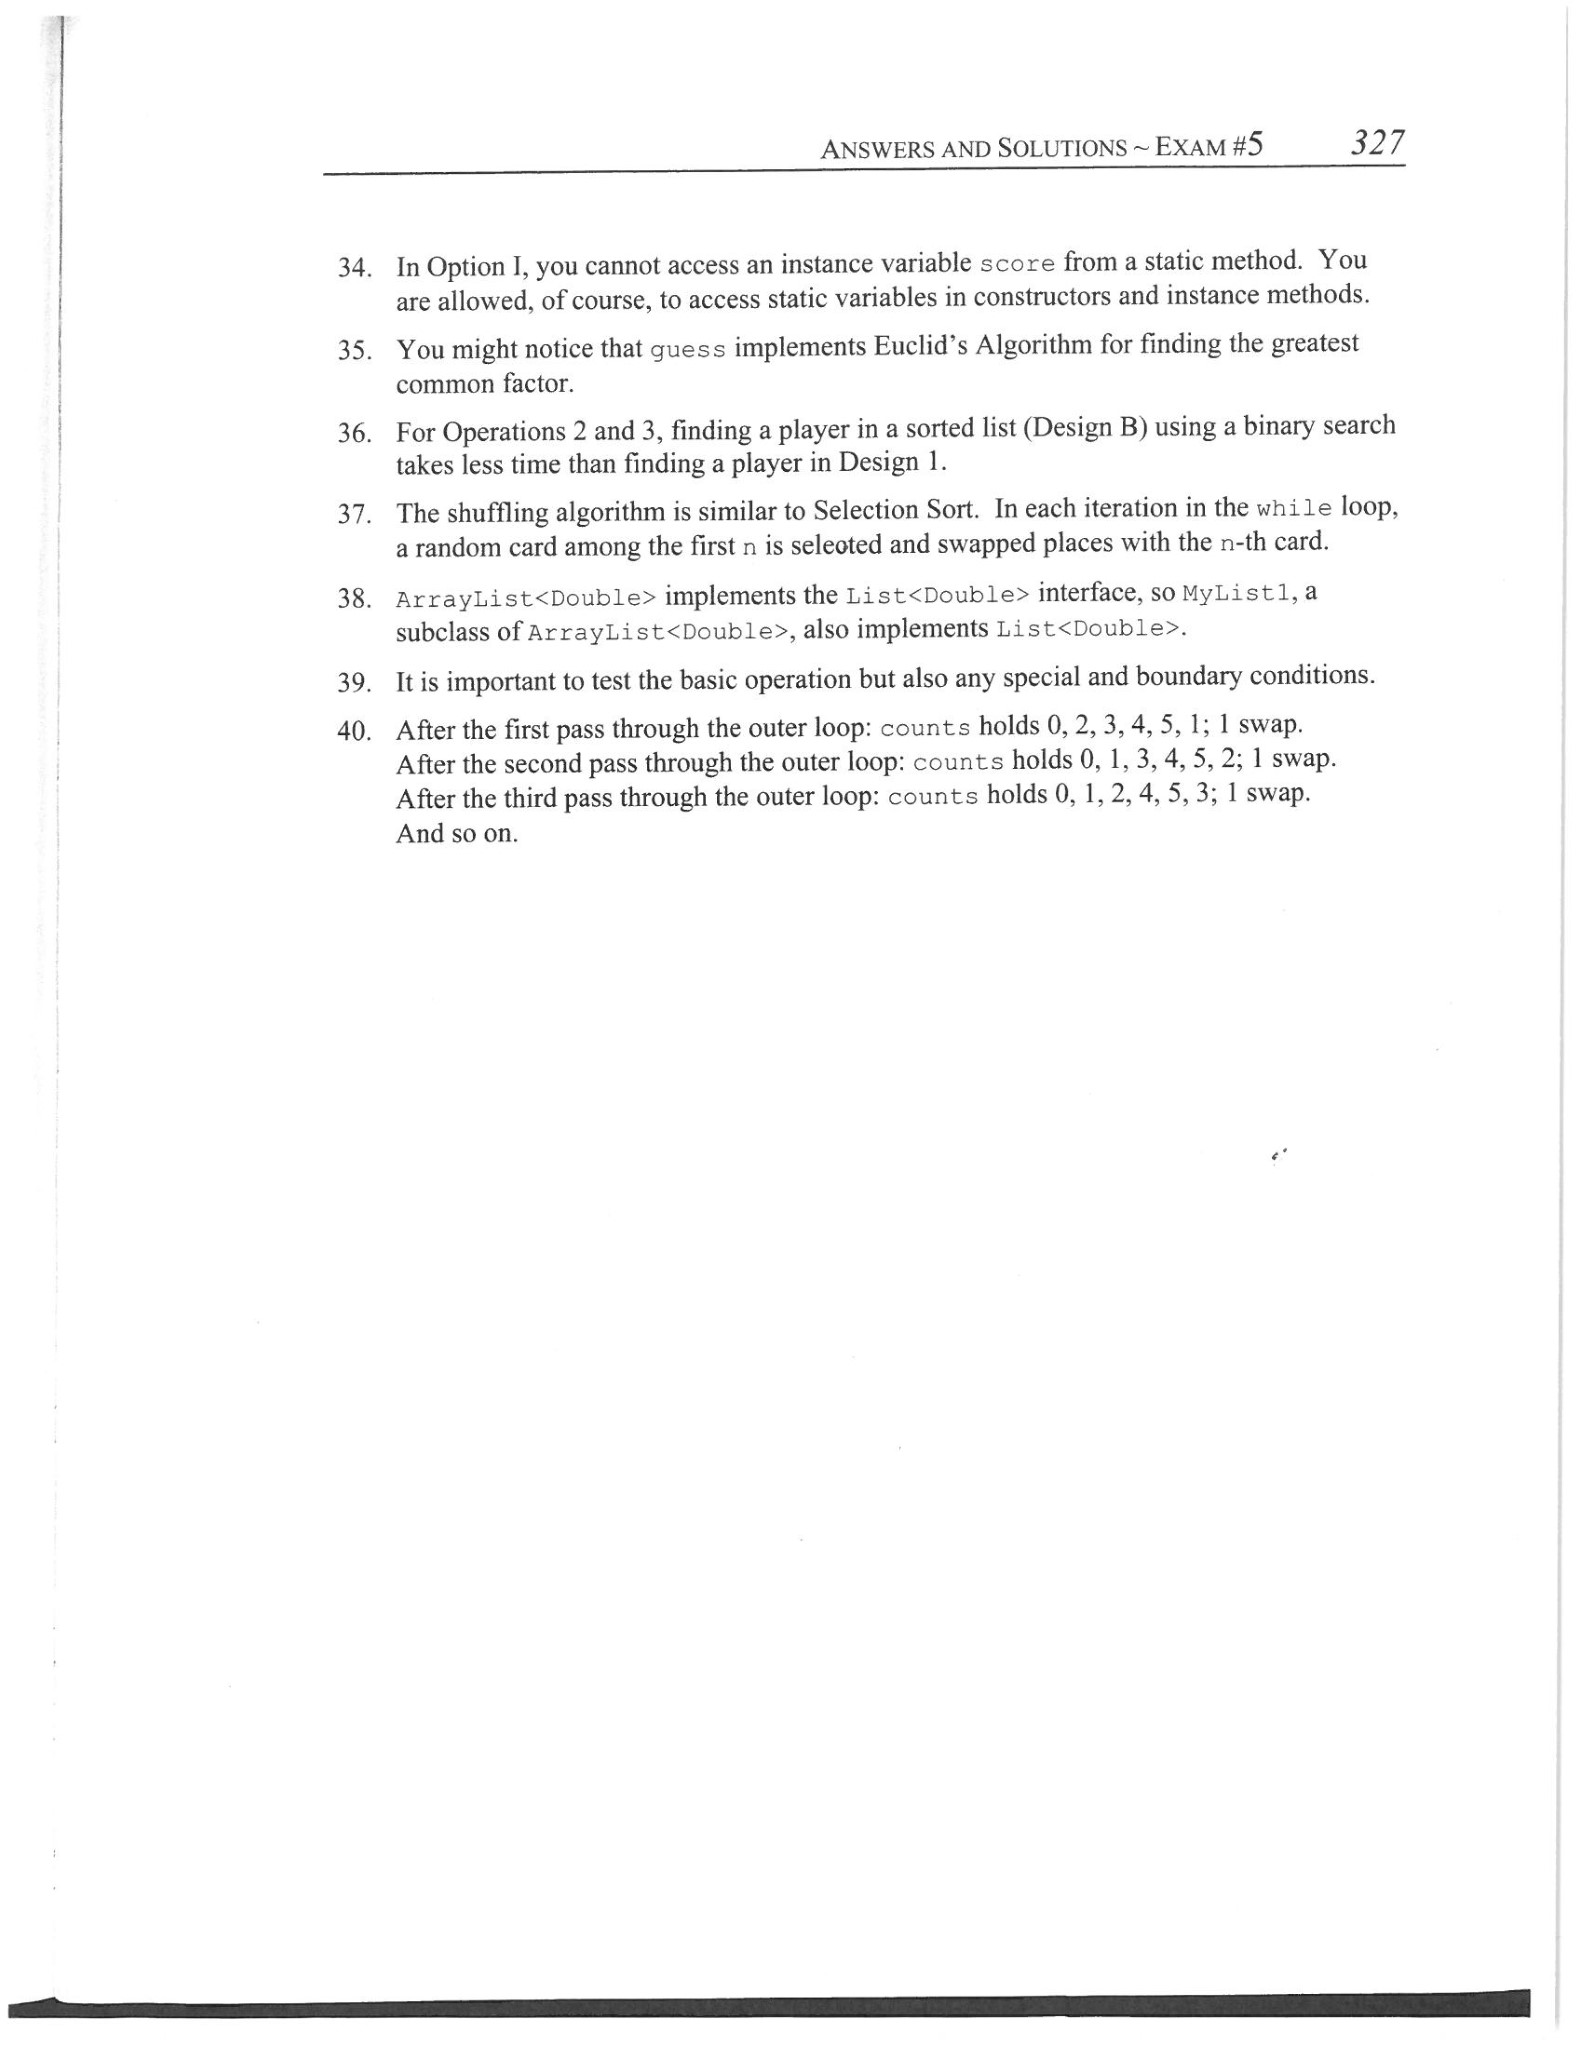 ANSWERS AND SOLUTIONS ~ EXAM #5 327
34. In Option I, you cannot access an instance variable score from a static method. You
are allowed, of course, to access static variables in constructors and instance methods.
35. You might notice that guess implements Euclid's Algorithm for finding the greatest
common factor.
36. For Operations 2 and 3, finding a player in a sorted list (Design B) using a binary search
takes less time than finding a player in Design 1.
37. The shuffling algorithm is similar to Selection Sort. In each iteration in the while loop,
a random card among the first n is selected and swapped places with the n-th card.
38. ArrayList<Double> implements the List<Double> interface, so MyList1, a
subclass of ArrayList<Double>, also implements List<Double>.
39. It is important to test the basic operation but also any special and boundary conditions.
40. After the first pass through the outer loop: counts holds 0, 2, 3, 4, 5, 1; 1 swap.
After the second pass through the outer loop: counts holds 0, 1, 3, 4, 5, 2; 1 swap.
After the third pass through the outer loop: counts holds 0, 1, 2, 4, 5, 3; 1 swap.
And so on.